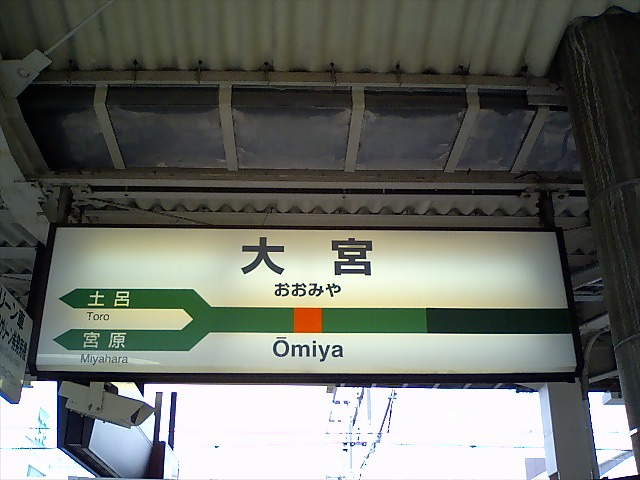 大宮
おおみや
土呂
Toro
宮原
Miyahara
Ōmiya